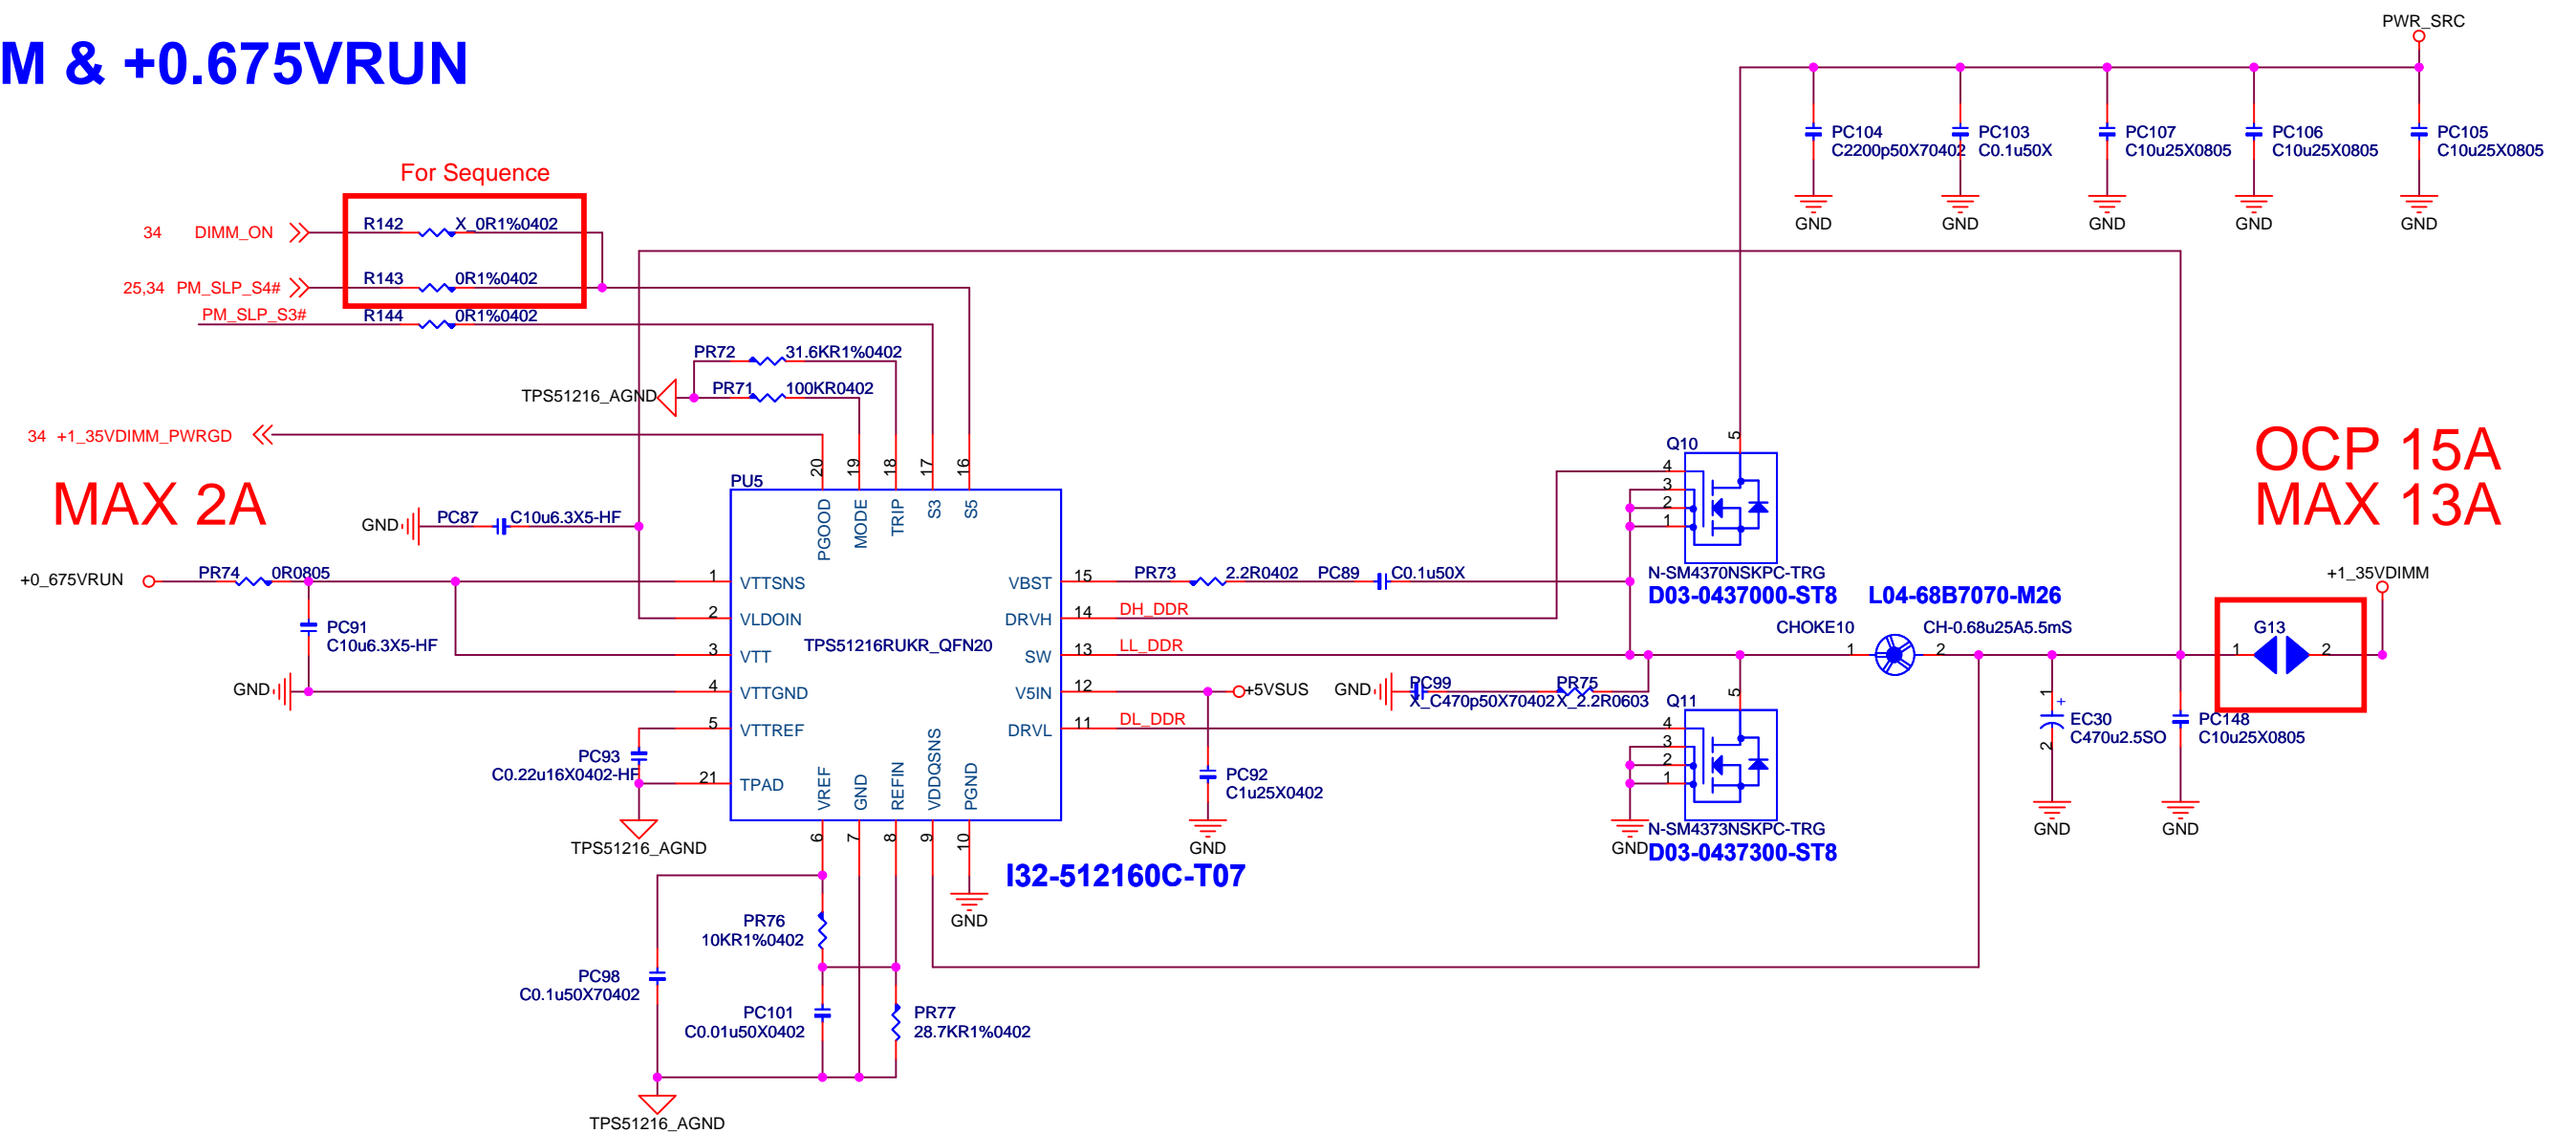 M & +0.675VRUN
PWR_SRC
PC104
C2200p50X70402
PC103
C0.1u50X
PC107
C10u25X0805
PC106
C10u25X0805
PC105
C10u25X0805
GND
GND
GND
GND
GND
For Sequence
34 DIMM_ON
R142 X_0R1%0402
25,34 PM_SLP_S4#
R143 0R1%0402
PM_SLP_S3#
R144 0R1%0402
PR72 31.6KR1%0402
TPS51216_AGND
PR71 100KR0402
34 +1_35VDIMM_PWRGD
MAX 2A
OCP 15A
MAX 13A
GND
PC87 C10u6.3X5-HF
+0_675VRUN
PR74 0R0805
PC91
C10u6.3X5-HF
GND
PC93
C0.22u16X0402-HF
TPS51216_AGND
PU5
20 19 18 17 16
PGOOD MODE TRIP S3 S5
1 VTTSNS
2 VLDOIN
3 VTT
4 VTTGND
5 VTTREF
21 TPAD
TPS51216RUKR_QFN20
VBST 15
DRVH 14
SW 13
V5IN 12
DRVL 11
VREF GND REFIN VDDQSNS PGND
6 7 8 9 10
I32-512160C-T07
GND
PR73 2.2R0402
PC89 C0.1u50X
DH_DDR
LL_DDR
DL_DDR
+5VSUS
PC92
C1u25X0402
GND
GND
PC99
X_C470p50X70402
PR75
X_2.2R0603
Q10
5
4
3
2
1
N-SM4370NSKPC-TRG
D03-0437000-ST8
Q11
5
4
3
2
1
GND
N-SM4373NSKPC-TRG
D03-0437300-ST8
L04-68B7070-M26
CHOKE10 CH-0.68u25A5.5mS
1 2
+1_35VDIMM
G13
1 2
1
+
2
EC30
C470u2.5SO
GND
PC148
C10u25X0805
GND
PR76
10KR1%0402
PC98
C0.1u50X70402
PC101
C0.01u50X0402
PR77
28.7KR1%0402
TPS51216_AGND